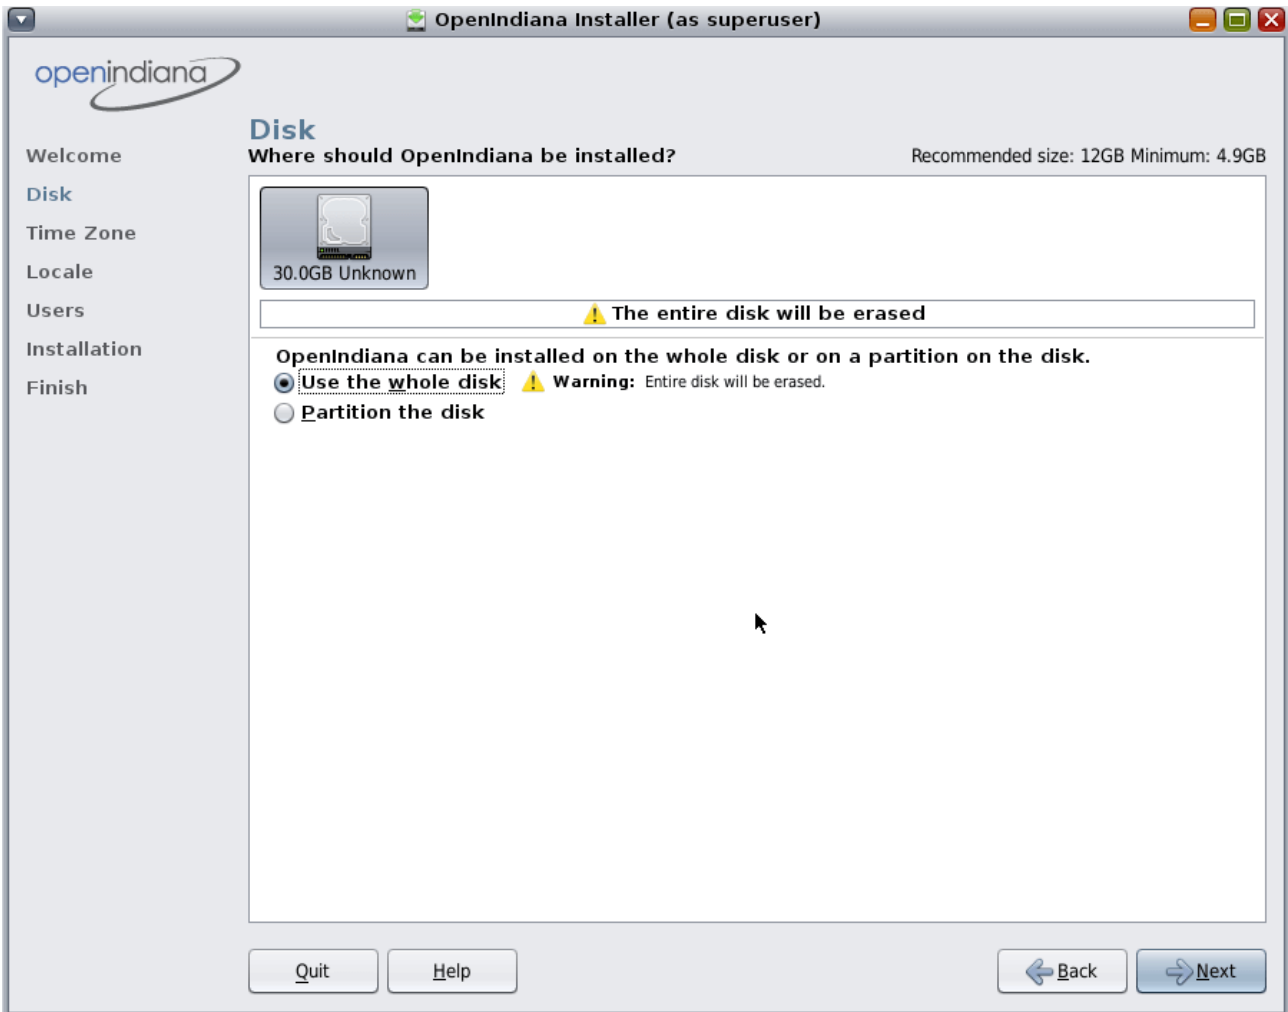 OpenIndiana Installer (as superuser)
openindiana
Disk
Welcome
Where should OpenIndiana be installed?
Recommended size: 12GB Minimum: 4.9GB
Disk
Time Zone
Locale
Users
Installation
Finish
30.0GB Unknown
The entire disk will be erased
OpenIndiana can be installed on the whole disk or on a partition on the disk.
Use the whole disk Warning: Entire disk will be erased.
Partition the disk
Quit Help Back Next